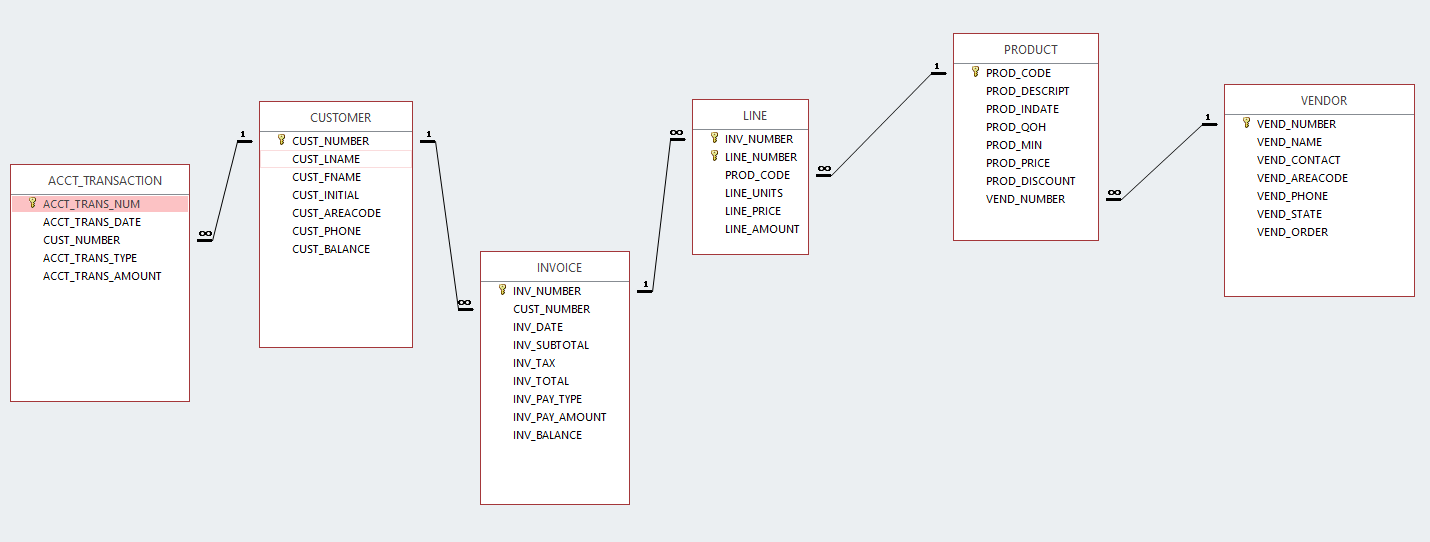 ACCT_TRANSACTION
ACCT_TRANS_NUM
ACCT_TRANS_DATE
CUST_NUMBER
ACCT_TRANS_TYPE
ACCT_TRANS_AMOUNT
∞
1
CUSTOMER
CUST_NUMBER
CUST_LNAME
CUST_FNAME
CUST_INITIAL
CUST_AREACODE
CUST_PHONE
CUST_BALANCE
1
∞
INVOICE
INV_NUMBER
CUST_NUMBER
INV_DATE
INV_SUBTOTAL
INV_TAX
INV_TOTAL
INV_PAY_TYPE
INV_PAY_AMOUNT
INV_BALANCE
1
∞
LINE
INV_NUMBER
LINE_NUMBER
PROD_CODE
LINE_UNITS
LINE_PRICE
LINE_AMOUNT
∞
1
PRODUCT
PROD_CODE
PROD_DESCRIPT
PROD_INDATE
PROD_QOH
PROD_MIN
PROD_PRICE
PROD_DISCOUNT
VEND_NUMBER
∞
1
VENDOR
VEND_NUMBER
VEND_NAME
VEND_CONTACT
VEND_AREACODE
VEND_PHONE
VEND_STATE
VEND_ORDER